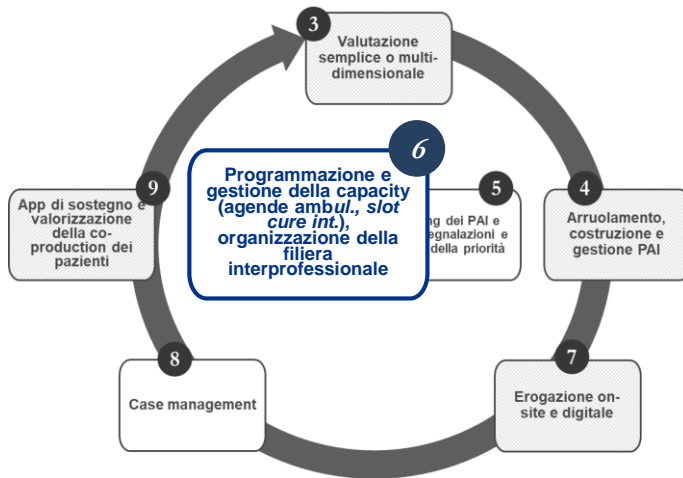 3
Valutazione
semplice o multi-
dimensionale
6
Programmazione e
gestione della capacity
(agende ambul., slot
cure int.),
organizzazione della
filiera
interprofessionale
5
dei PAI e
e
della priorità
4
Arruolamento,
costruzione e
gestione PAI
9
App di sostegno e
valorizzazione
della co-
production dei
pazienti
8
Case management
7
Erogazione on-
site e digitale